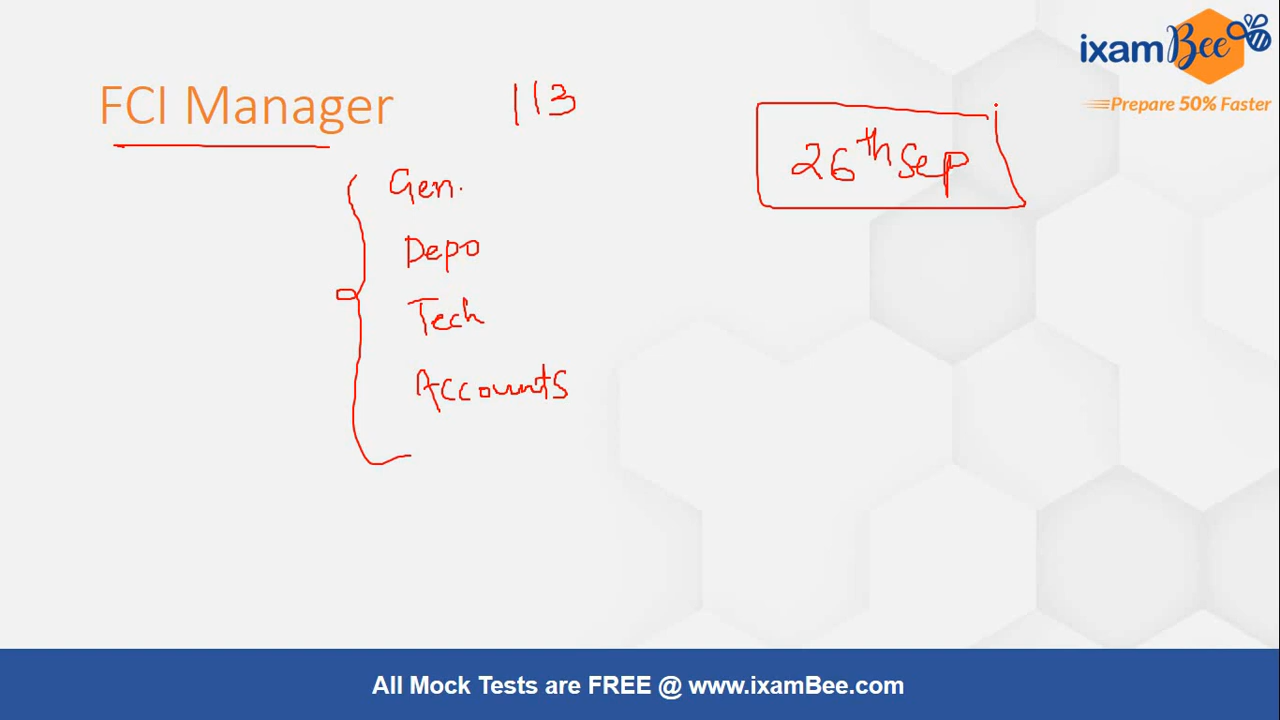 ixamBee
Prepare 50% Faster
FCI Manager 113
26th Sep
Gen.
Depo
Tech
Accounts
All Mock Tests are FREE @ www.ixamBee.com